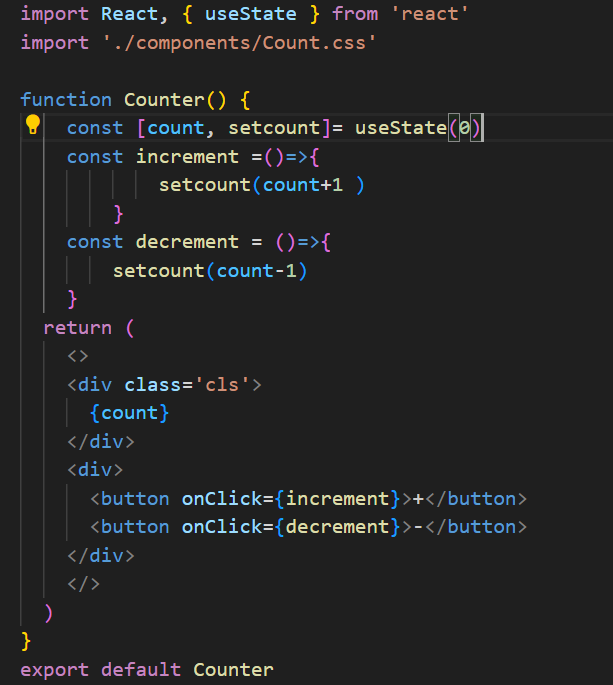 import React, { useState } from 'react'
import './components/Count.css'

function Counter() {
    const [count, setcount]= useState(0)
    const increment =()=>{
            setcount(count+1 )
        }
    const decrement = ()=>{
        setcount(count-1)
    }
  return (
    <>
    <div class='cls'>
      {count}
    </div>
    <div>
      <button onClick={increment}>+</button>
      <button onClick={decrement}>-</button>
    </div>
    </>
  )
}
export default Counter